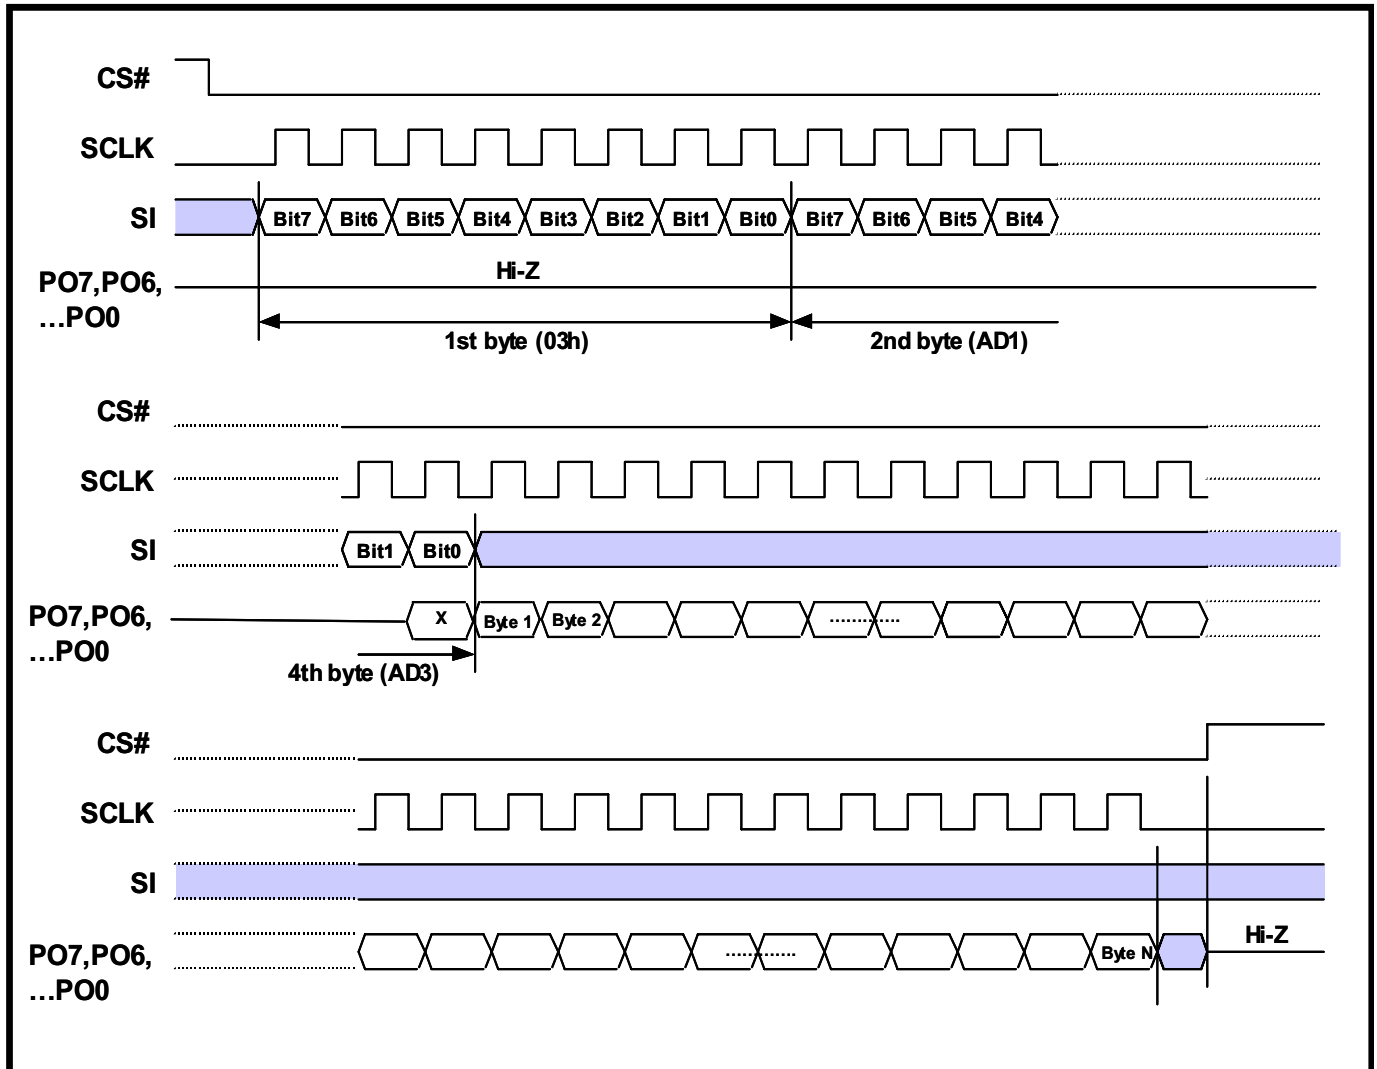 CS#
SCLK
SI
Bit7 Bit6 Bit5 Bit4 Bit3 Bit2 Bit1 Bit0 Bit7 Bit6 Bit5 Bit4
Hi-Z
PO7,PO6,
...PO0
1st byte (03h)
2nd byte (AD1)
CS#
SCLK
SI
Bit1 Bit0
PO7,PO6,
...PO0
X Byte 1 Byte 2 ............
4th byte (AD3)
CS#
SCLK
SI
PO7,PO6,
...PO0
............ Byte N
Hi-Z